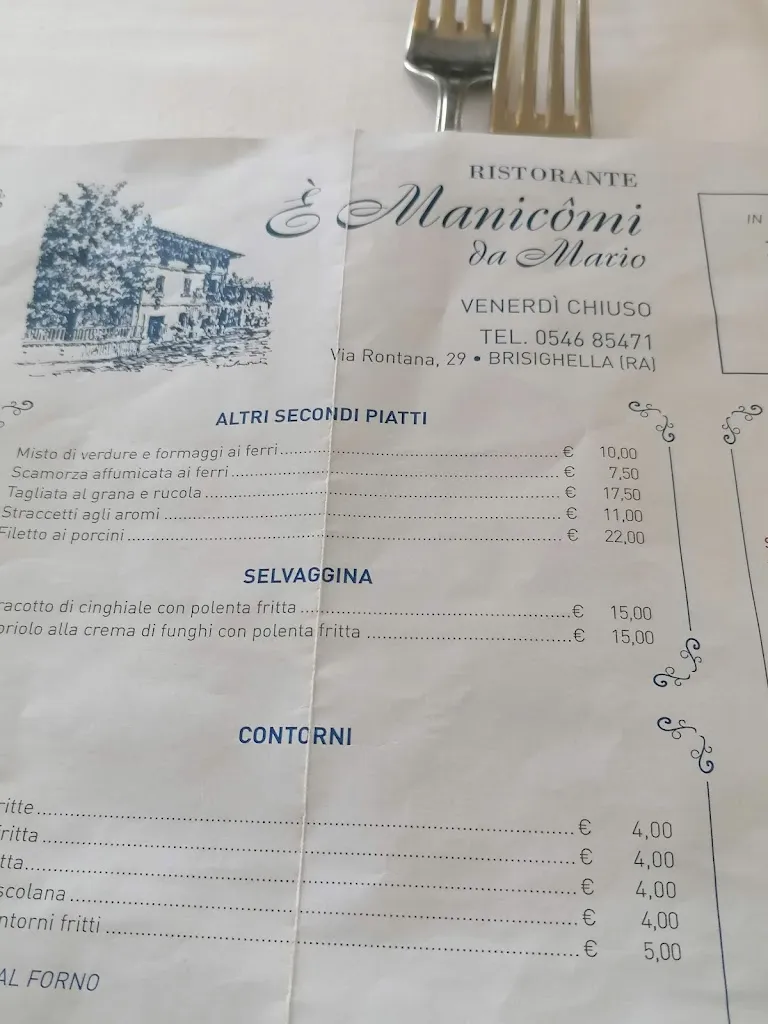 RISTORANTE
È Manicômi
da Mario
VENERDÌ CHIUSO
TEL. 0546 85471
Via Rontana, 29 • BRISIGHELLA (RA)
IN
ALTRI SECONDI PIATTI
Misto di verdure e formaggi ai ferri € 10,00
Scamorza affumicata ai ferri € 7,50
Tagliata al grana e rucola € 17,50
Straccetti agli aromi € 11,00
Filetto ai porcini € 22,00
SELVAGGINA
racotto di cinghiale con polenta fritta € 15,00
priolo alla crema di funghi con polenta fritta € 15,00
CONTORNI
ritte € 4,00
fritta € 4,00
tta € 4,00
scolana € 4,00
ntorni fritti € 5,00
AL FORNO